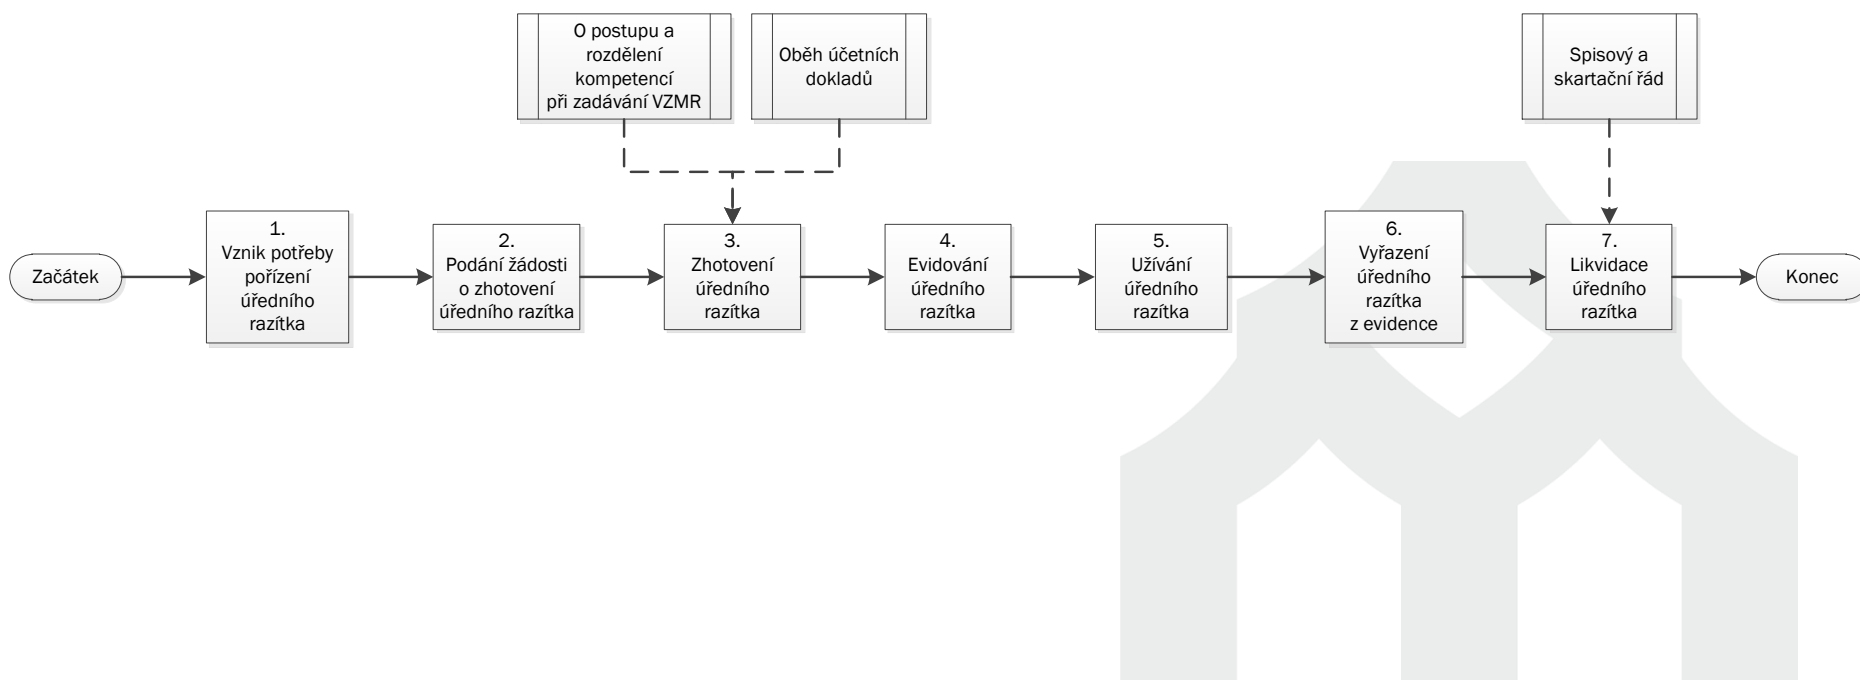 O postupu a
rozdělení
kompetencí
při zadávání VZMR
Oběh účetních
dokladů
Spisový a
skartační řád
Začátek
1.
Vznik potřeby
pořízení
úředního
razítka
2.
Podání žádosti
o zhotovení
úředního razítka
3.
Zhotovení
úředního
razítka
4.
Evidování
úředního
razítka
5.
Užívání
úředního
razítka
6.
Vyřazení
úředního
razítka
z evidence
7.
Likvidace
úředního
razítka
Konec